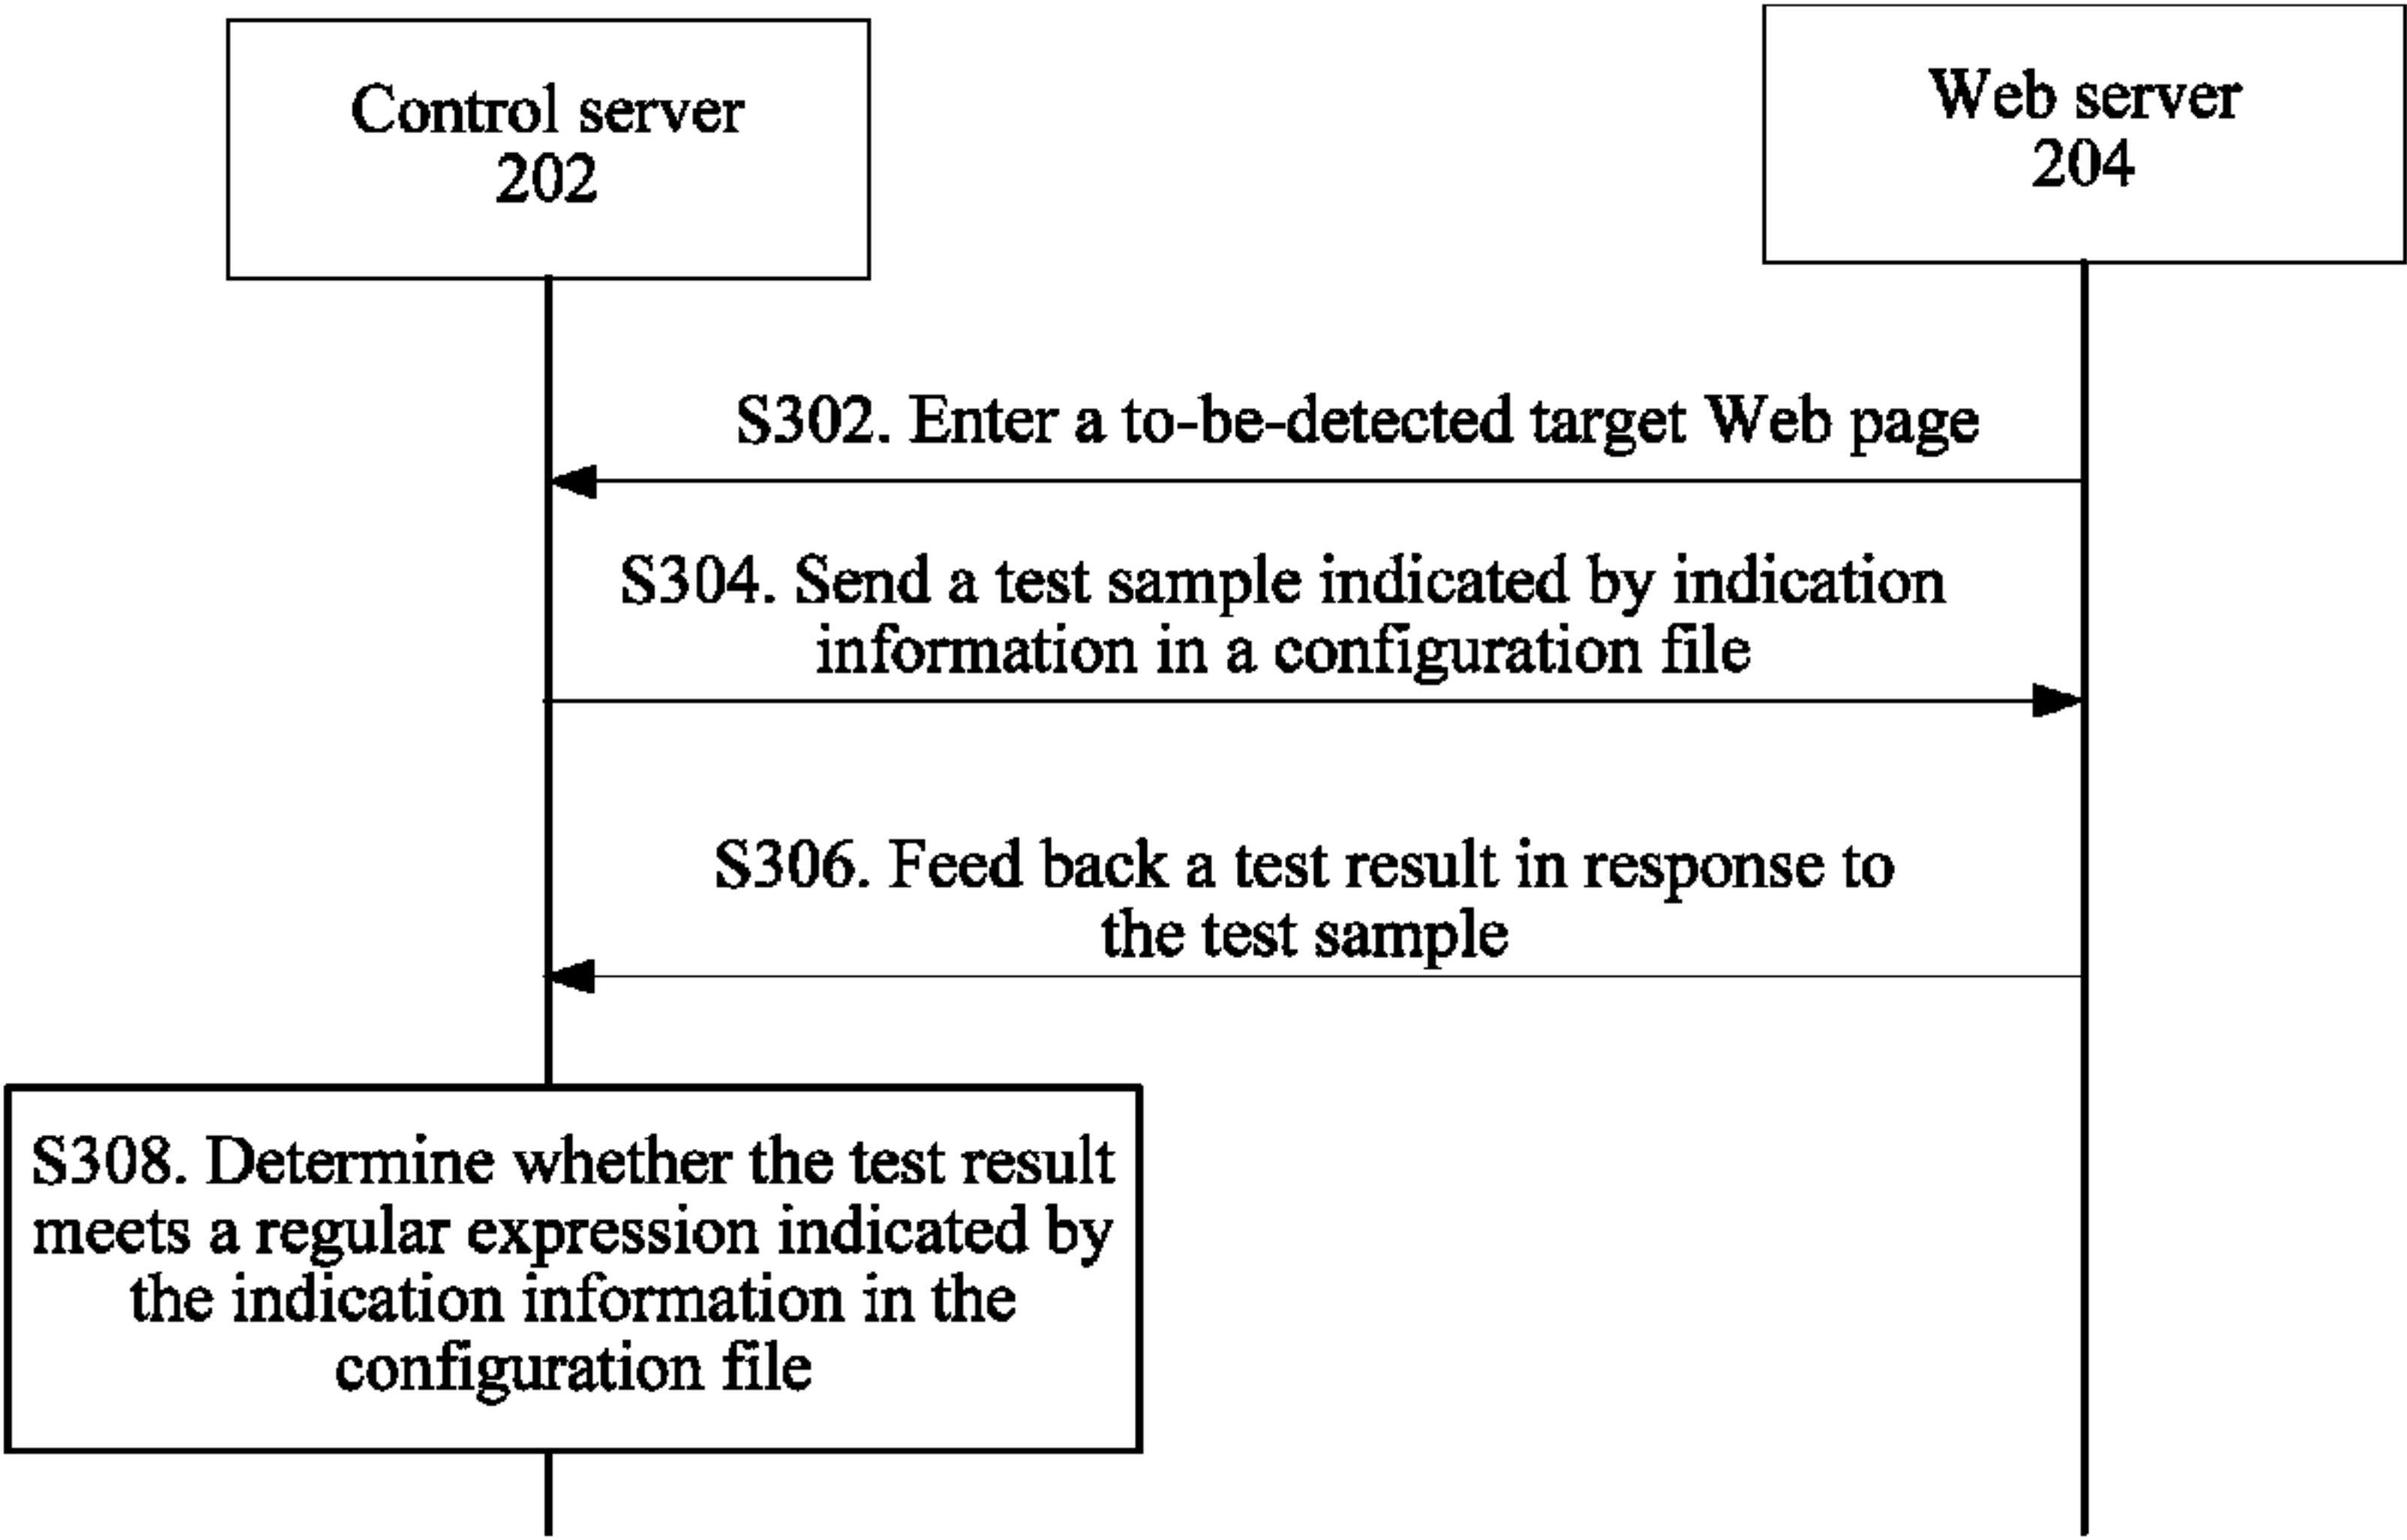 Control server
202
Web server
204
S302. Enter a to-be-detected target Web page
S304. Send a test sample indicated by indication
information in a configuration file
S306. Feed back a test result in response to
the test sample
S308. Determine whether the test result
meets a regular expression indicated by
the indication information in the
configuration file